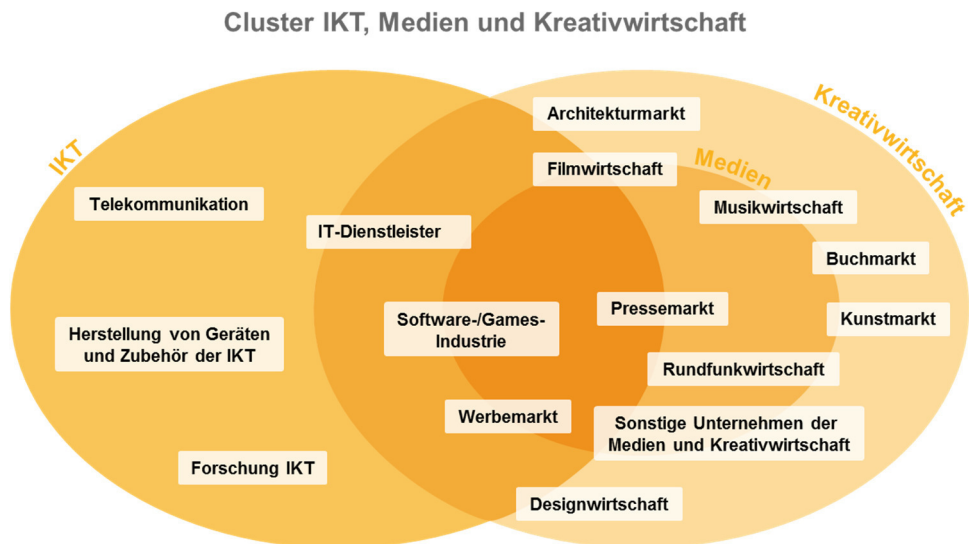 Cluster IKT, Medien und Kreativwirtschaft
IKT
Kreativwirtschaft
Medien
Architekturmarkt
Filmwirtschaft
Telekommunikation
Musikwirtschaft
IT-Dienstleister
Buchmarkt
Pressemarkt
Kunstmarkt
Software-/Games-
Industrie
Herstellung von Geräten
und Zubehör der IKT
Rundfunkwirtschaft
Werbemarkt
Sonstige Unternehmen der
Medien und Kreativwirtschaft
Forschung IKT
Designwirtschaft